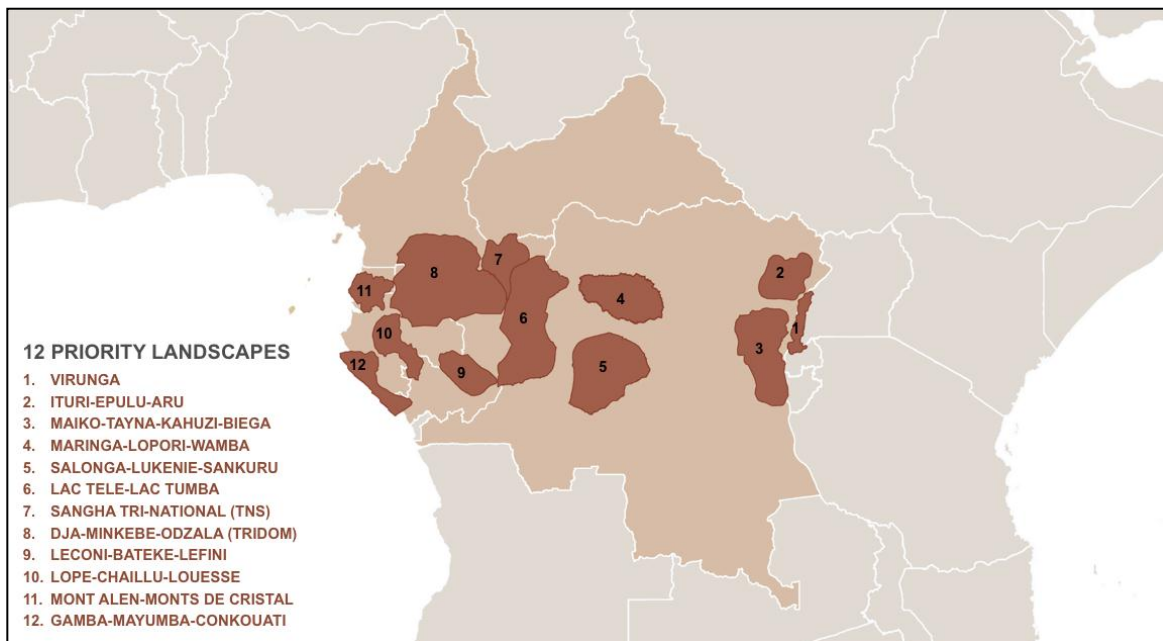 8
7
2
11
4
6
1
10
3
12
9
5
12 PRIORITY LANDSCAPES
1. VIRUNGA
2. ITURI-EPULU-ARU
3. MAIKO-TAYNA-KAHUZI-BIEGA
4. MARINGA-LOPORI-WAMBA
5. SALONGA-LUKENIE-SANKURU
6. LAC TELE-LAC TUMBA
7. SANGHA TRI-NATIONAL (TNS)
8. DJA-MINKEBE-ODZALA (TRIDOM)
9. LECONI-BATEKE-LEFINI
10. LOPE-CHAILLU-LOUESSE
11. MONT ALEN-MONTS DE CRISTAL
12. GAMBA-MAYUMBA-CONKOUATI